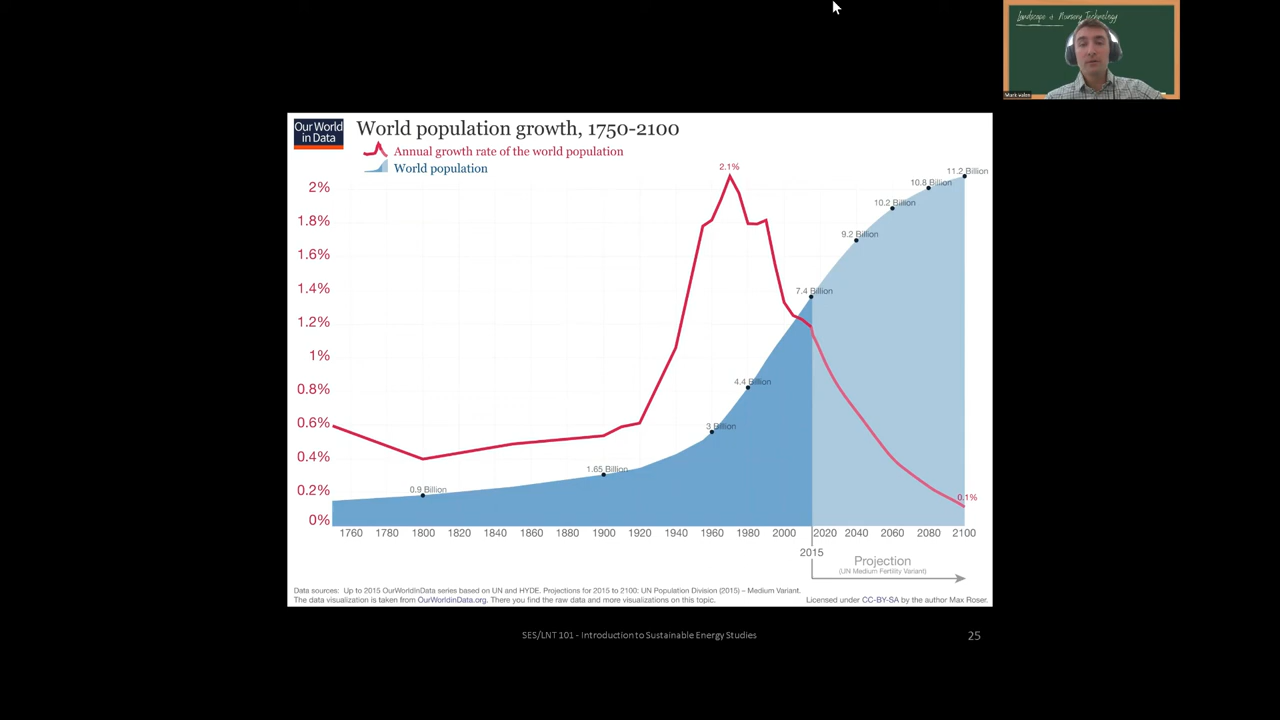 Landscape & Nursery Technology
Mark Wolen
Our World
in Data
World population growth, 1750-2100
Annual growth rate of the world population
World population
2%
1.8%
1.6%
1.4%
1.2%
1%
0.8%
0.6%
0.4%
0.2%
0%
2.1%
0.9 Billion
1.65 Billion
3 Billion
4.4 Billion
7.4 Billion
9.2 Billion
10.2 Billion
10.8 Billion
11.2 Billion
0.1%
1760 1780 1800 1820 1840 1860 1880 1900 1920 1940 1960 1980 2000 2020 2040 2060 2080 2100
2015
Projection
(UN Medium Fertility Variant)
Data sources: Up to 2015 OurWorldInData series based on UN and HYDE. Projections for 2015 to 2100: UN Population Division (2015) – Medium Variant.
The data visualization is taken from OurWorldinData.org. There you find the raw data and more visualizations on this topic.
Licensed under CC-BY-SA by the author Max Roser.
SES/LNT 101 - Introduction to Sustainable Energy Studies
25